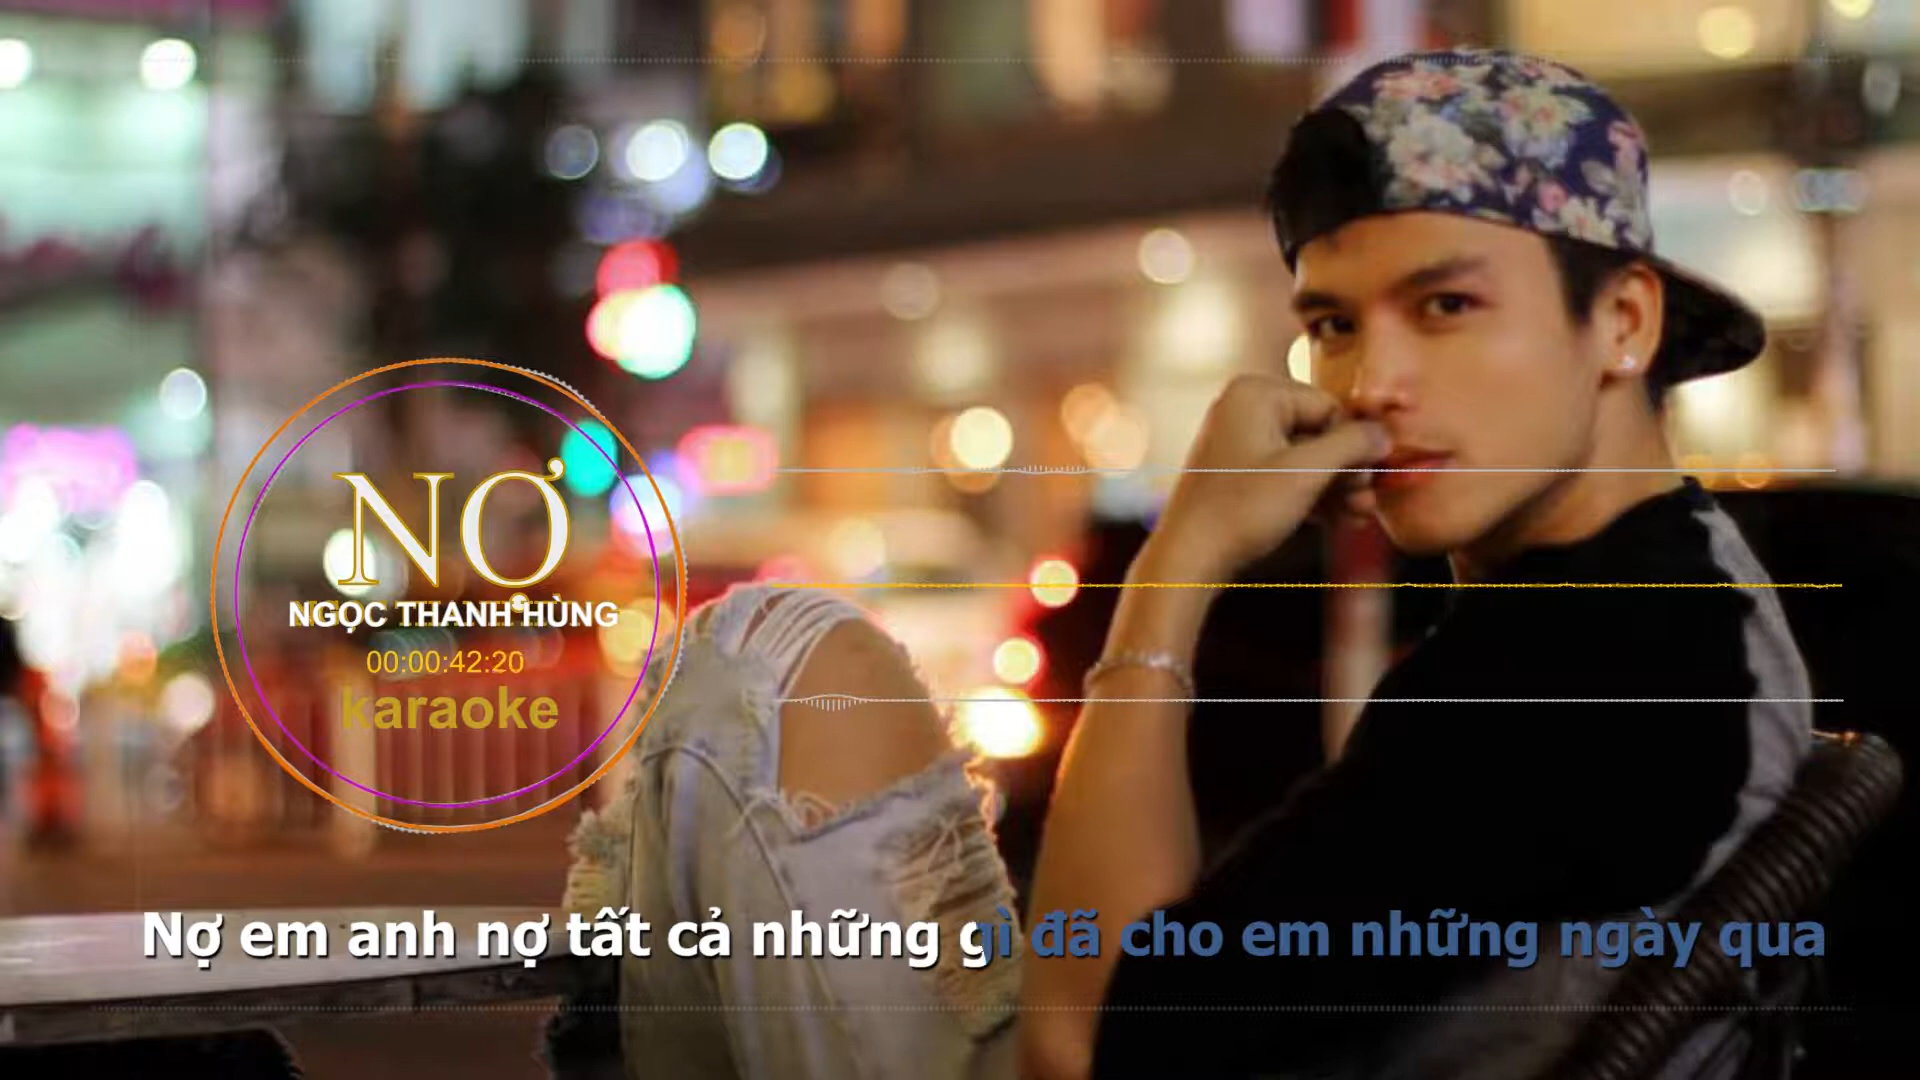 NỢ
NGỌC THANH HÙNG
00:00:42:20
karaoke
Nợ em anh nợ tất cả những gì đã cho em những ngày qua